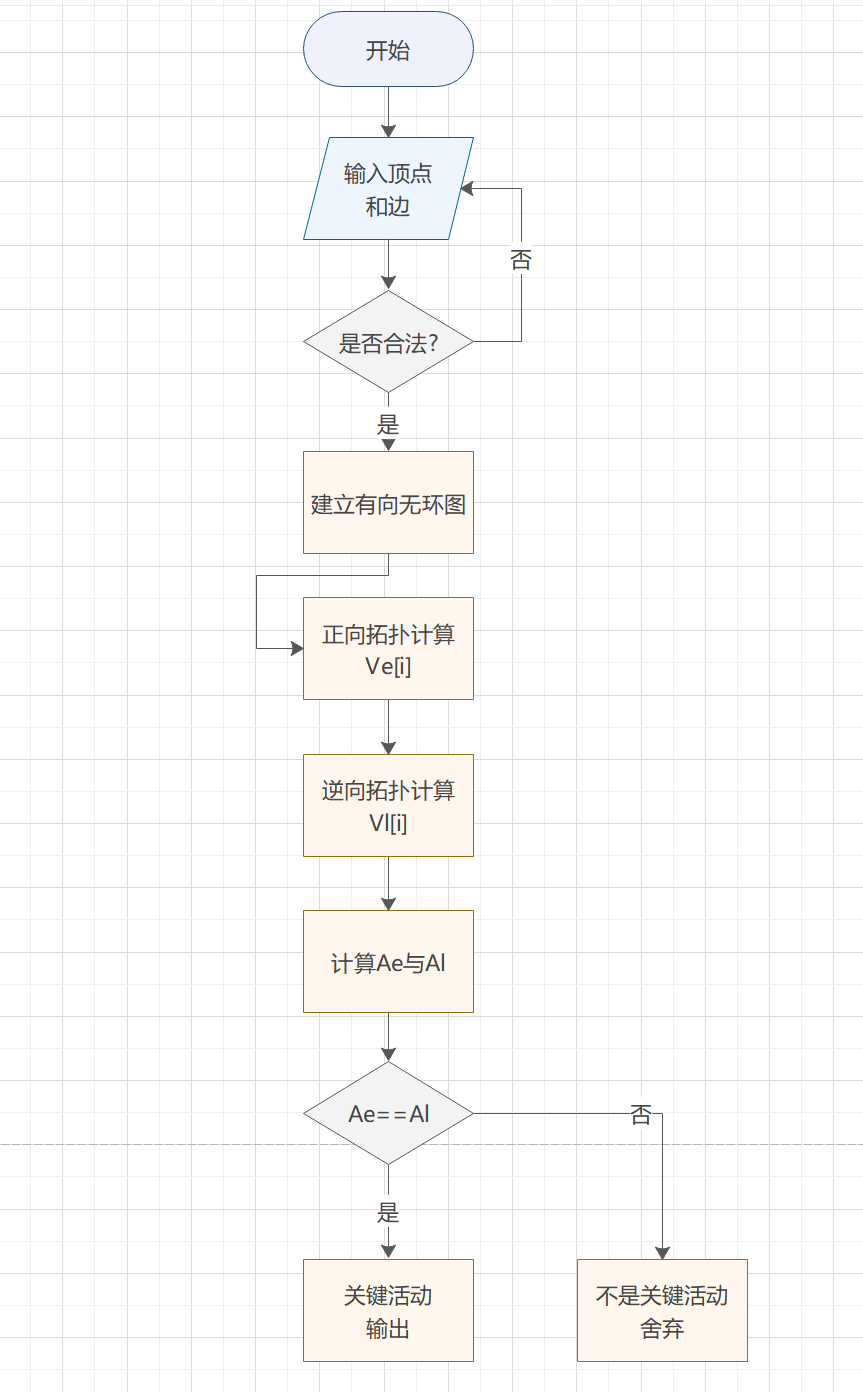 开始
输入顶点
和边
否
是否合法?
是
建立有向无环图
正向拓扑计算
Ve[i]
逆向拓扑计算
Vl[i]
计算Ae与Al
Ae==Al
否
是
关键活动
输出
不是关键活动
舍弃